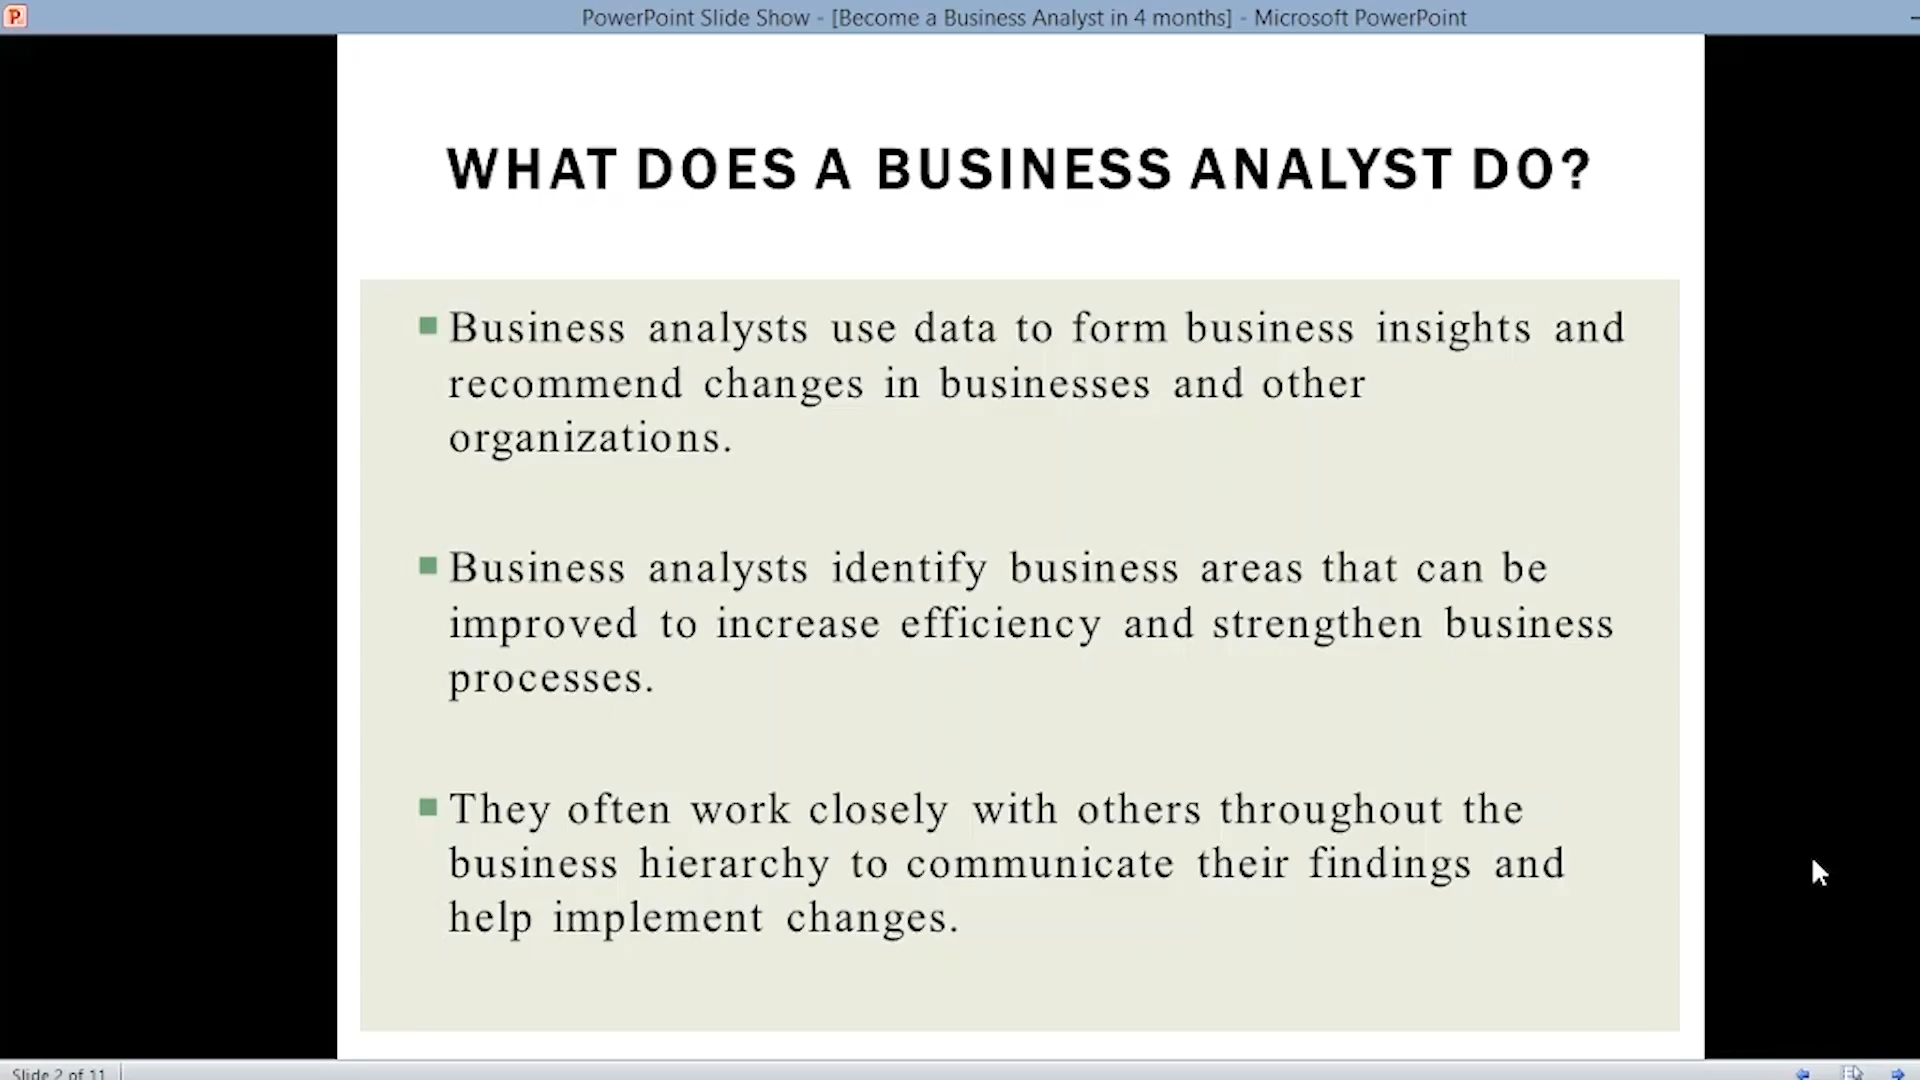 PowerPoint Slide Show - [Become a Business Analyst in 4 months] - Microsoft PowerPoint
WHAT DOES A BUSINESS ANALYST DO?
Business analysts use data to form business insights and
recommend changes in businesses and other
organizations.
Business analysts identify business areas that can be
improved to increase efficiency and strengthen business
processes.
They often work closely with others throughout the
business hierarchy to communicate their findings and
help implement changes.
Slide 2 of 11